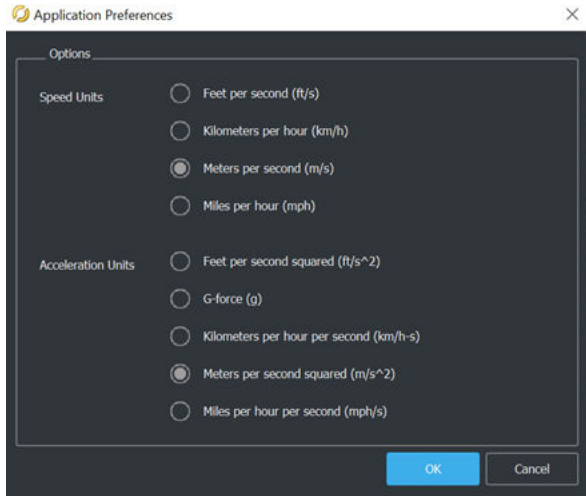 Application Preferences
Options
Speed Units
Feet per second (ft/s)
Kilometers per hour (km/h)
Meters per second (m/s)
Miles per hour (mph)
Acceleration Units
Feet per second squared (ft/s^2)
G-force (g)
Kilometers per hour per second (km/h-s)
Meters per second squared (m/s^2)
Miles per hour per second (mph/s)
OK
Cancel